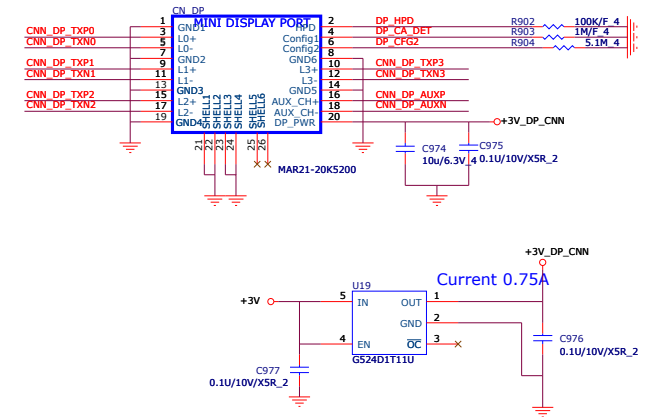 CN_DP
MINI DISPLAY PORT
1 GND1 HPD 2 DP_HPD R902 100K/F_4
CNN_DP_TXP0 3 L0+ Config1 4 DP_CA_DET R903 1M/F_4
CNN_DP_TXN0 5 L0- Config2 6 DP_CFG2 R904 5.1M_4
7 GND2 GND6 8
CNN_DP_TXP1 9 L1+ L3+ 10 CNN_DP_TXP3
CNN_DP_TXN1 11 L1- L3- 12 CNN_DP_TXN3
13 GND3 GND5 14
CNN_DP_TXP2 15 L2+ AUX_CH+ 16 CNN_DP_AUXP
CNN_DP_TXN2 17 L2- AUX_CH- 18 CNN_DP_AUXN
19 GND4 DP_PWR 20 +3V_DP_CNN
SHELL1 SHELL2 SHELL3 SHELL4 SHELL5 SHELL6
21 22 23 24 25 26
MAR21-20K5200
C974
10u/6.3V_4
C975
0.1U/10V/X5R_2
+3V_DP_CNN
Current 0.75A
U19
+3V 5 IN OUT 1
GND 2
4 EN OC 3
G524D1T11U
C976
0.1U/10V/X5R_2
C977
0.1U/10V/X5R_2